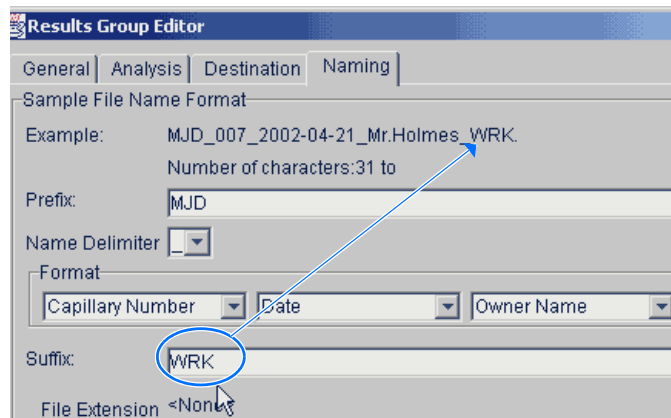 Results Group Editor
General Analysis Destination Naming
Sample File Name Format
Example: MJD_007_2002-04-21_Mr.Holmes_WRK.
Number of characters:31 to
Prefix: MJD
Name Delimiter _
Format
Capillary Number Date Owner Name
Suffix: WRK
File Extension <None>